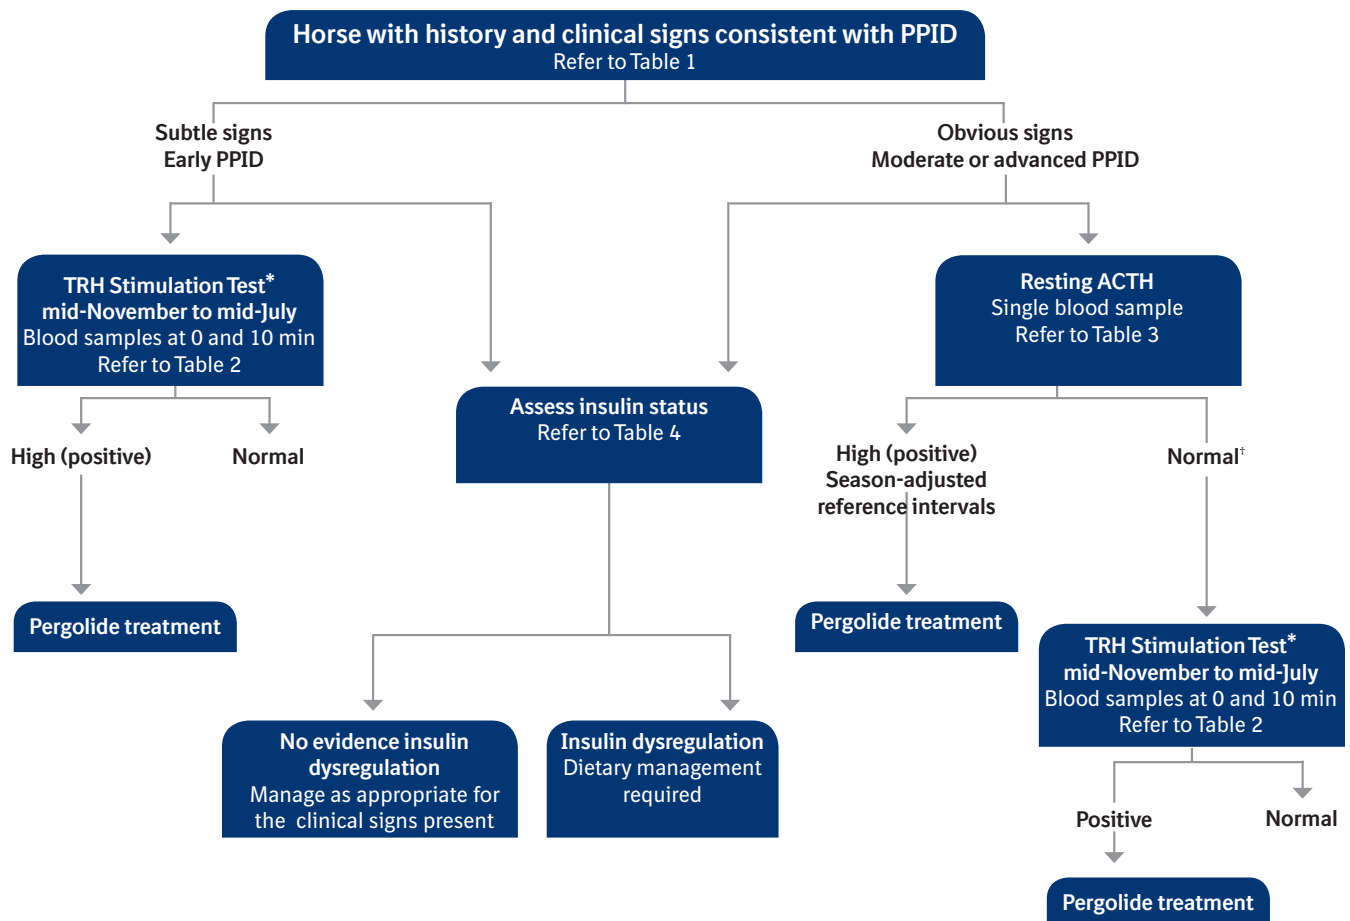 Horse with history and clinical signs consistent with PPID
Refer to Table 1
Subtle signs
Early PPID
Obvious signs
Moderate or advanced PPID
TRH Stimulation Test*
mid-November to mid-July
Blood samples at 0 and 10 min
Refer to Table 2
Resting ACTH
Single blood sample
Refer to Table 3
Assess insulin status
Refer to Table 4
High (positive)
Normal
High (positive)
Season-adjusted
reference intervals
Normal†
Pergolide treatment
Pergolide treatment
TRH Stimulation Test*
mid-November to mid-July
Blood samples at 0 and 10 min
Refer to Table 2
No evidence insulin
dysregulation
Manage as appropriate for
the clinical signs present
Insulin dysregulation
Dietary management
required
Positive
Normal
Pergolide treatment